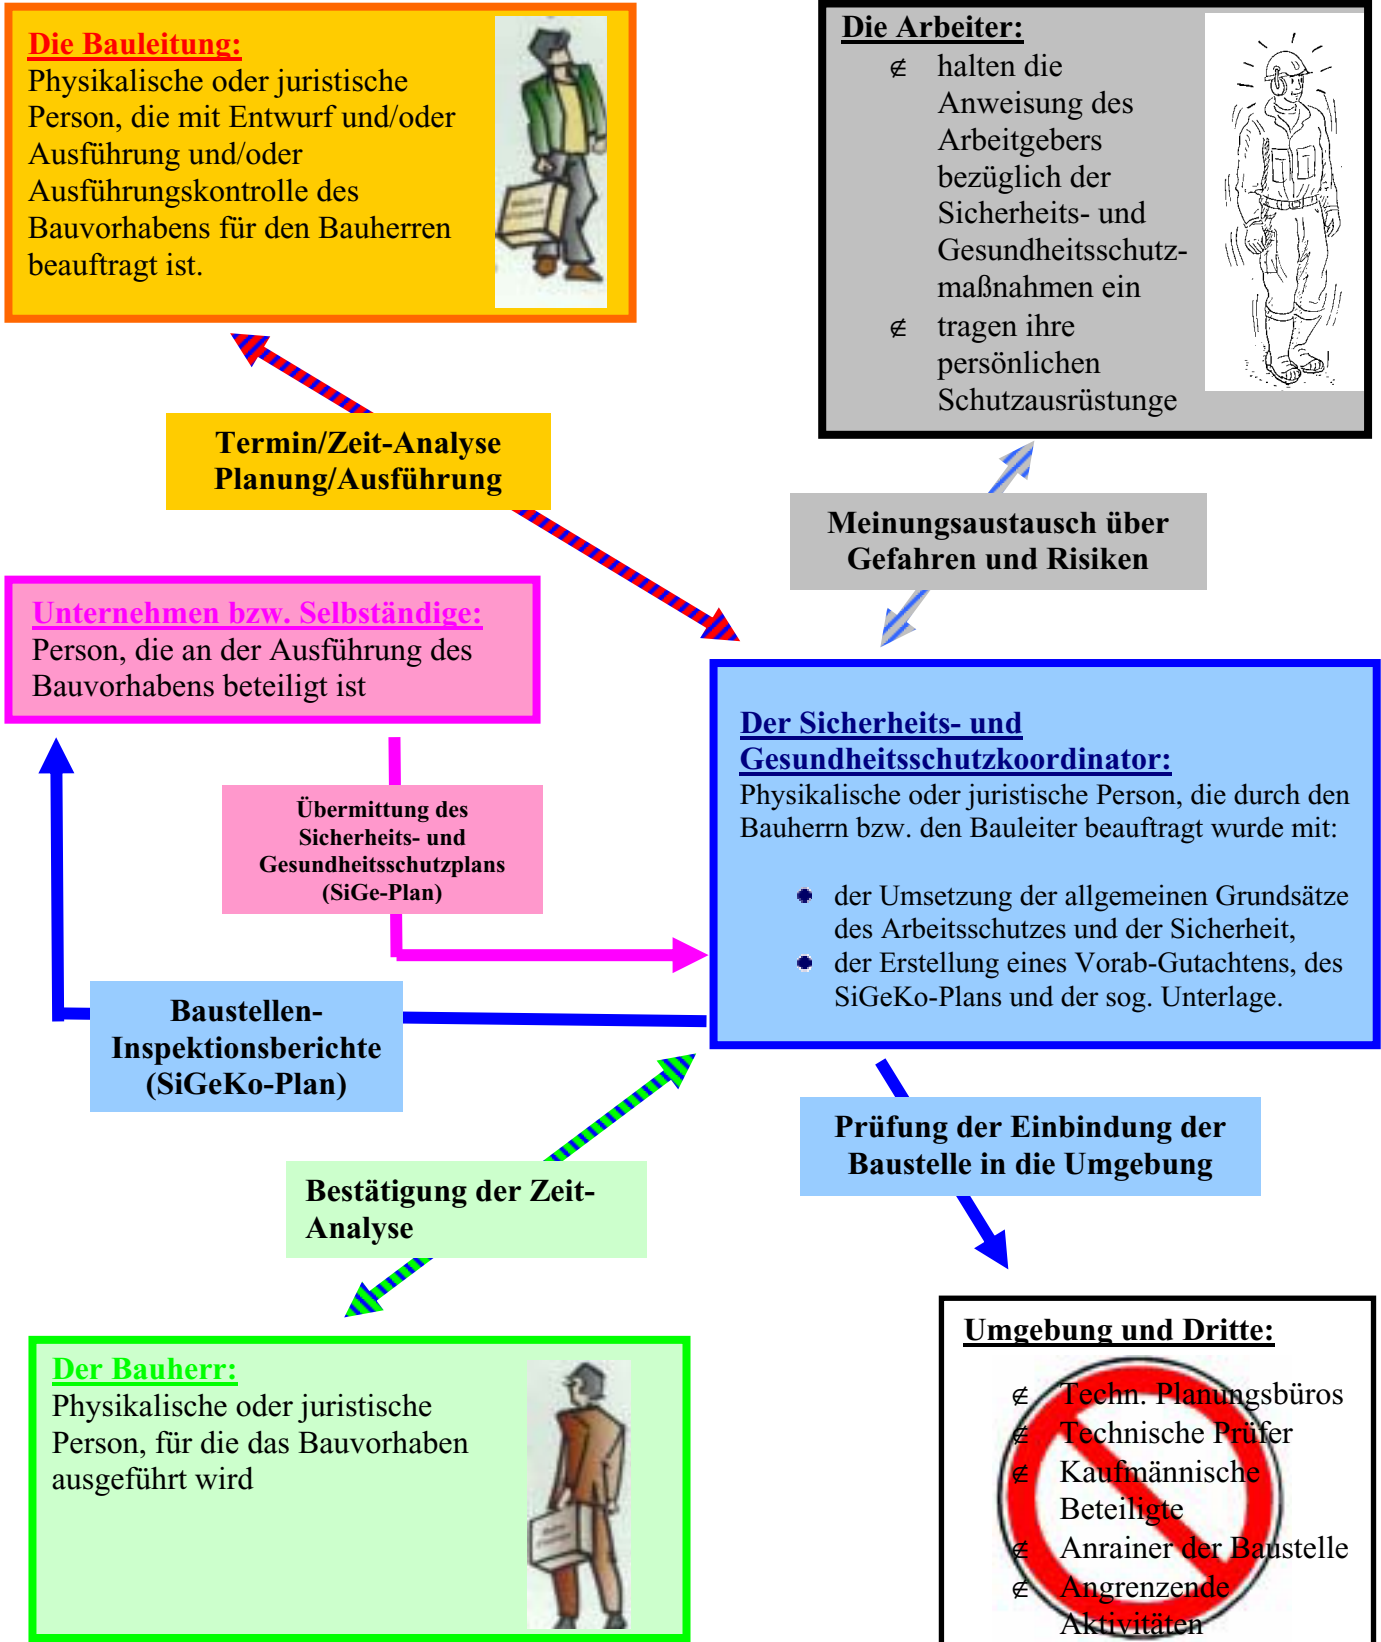 Die Bauleitung:
Physikalische oder juristische
Person, die mit Entwurf und/oder
Ausführung und/oder
Ausführungskontrolle des
Bauvorhabens für den Bauherren
beauftragt ist.
Die Arbeiter:
∉ halten die
Anweisung des
Arbeitgebers
bezüglich der
Sicherheits- und
Gesundheitsschutz-
maßnahmen ein
∉ tragen ihre
persönlichen
Schutzausrüstunge
Termin/Zeit-Analyse
Planung/Ausführung
Meinungsaustausch über
Gefahren und Risiken
Unternehmen bzw. Selbständige:
Person, die an der Ausführung des
Bauvorhabens beteiligt ist
Der Sicherheits- und
Gesundheitsschutzkoordinator:
Physikalische oder juristische Person, die durch den
Bauherrn bzw. den Bauleiter beauftragt wurde mit:
der Umsetzung der allgemeinen Grundsätze
des Arbeitsschutzes und der Sicherheit,
der Erstellung eines Vorab-Gutachtens, des
SiGeKo-Plans und der sog. Unterlage.
Übermittung des
Sicherheits- und
Gesundheitsschutzplans
(SiGe-Plan)
Baustellen-
Inspektionsberichte
(SiGeKo-Plan)
Prüfung der Einbindung der
Baustelle in die Umgebung
Bestätigung der Zeit-
Analyse
Der Bauherr:
Physikalische oder juristische
Person, für die das Bauvorhaben
ausgeführt wird
Umgebung und Dritte:
∉ Techn. Planungsbüros
∉ Technische Prüfer
∉ Kaufmännische
Beteiligte
∉ Anrainer der Baustelle
∉ Angrenzende
Aktivitäten